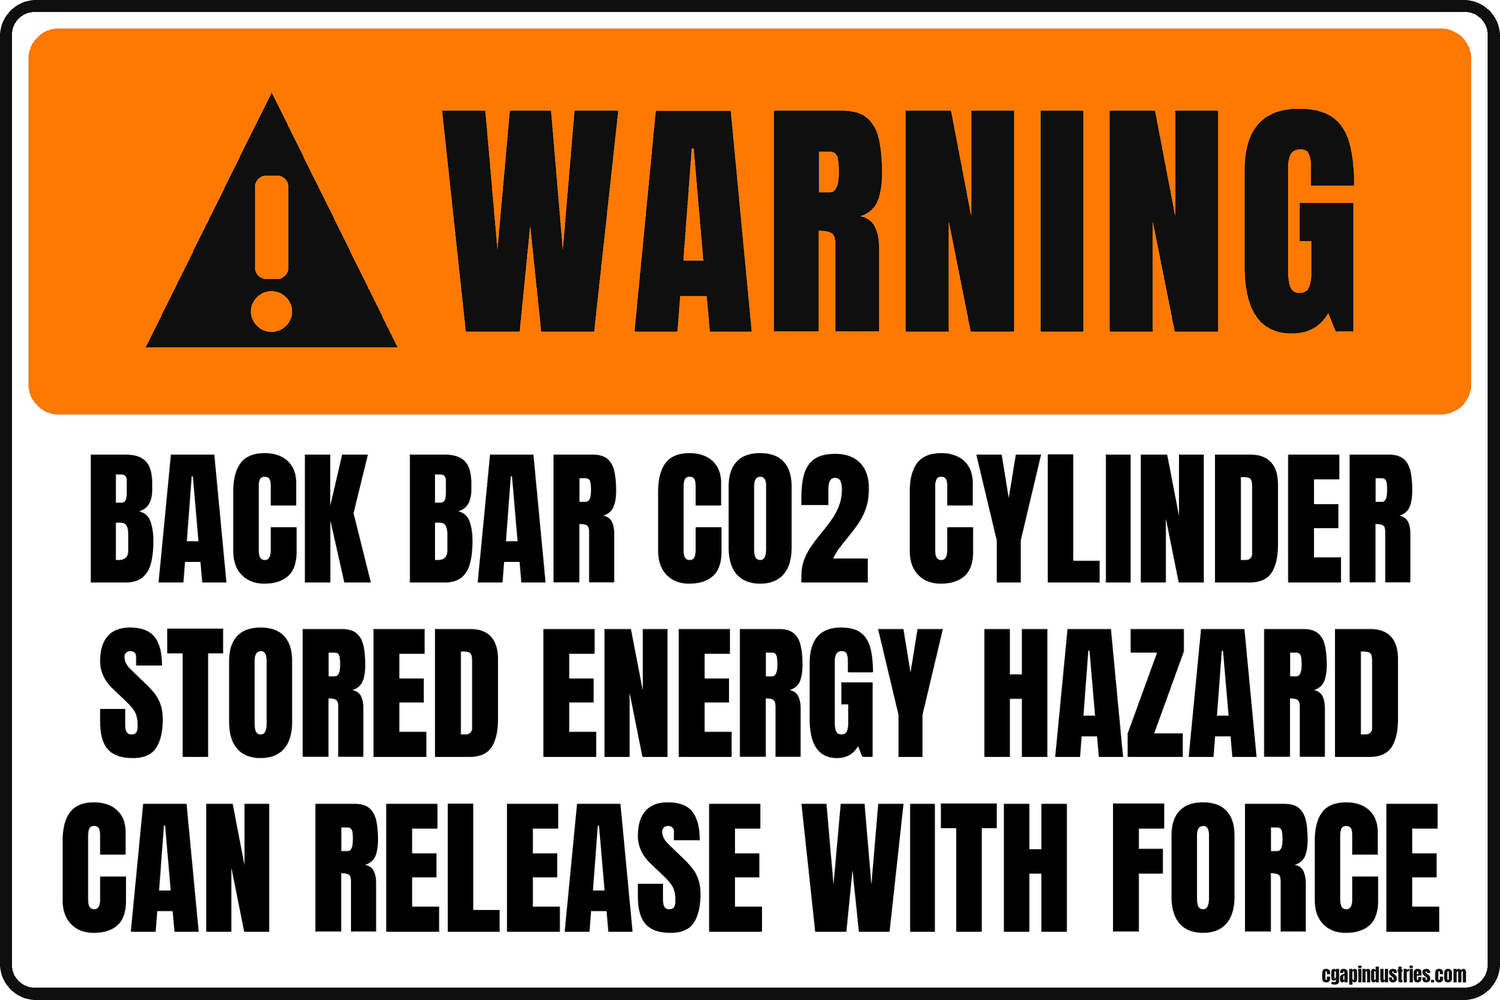 WARNING
BACK BAR CO2 CYLINDER
STORED ENERGY HAZARD
CAN RELEASE WITH FORCE
cgapindustries.com